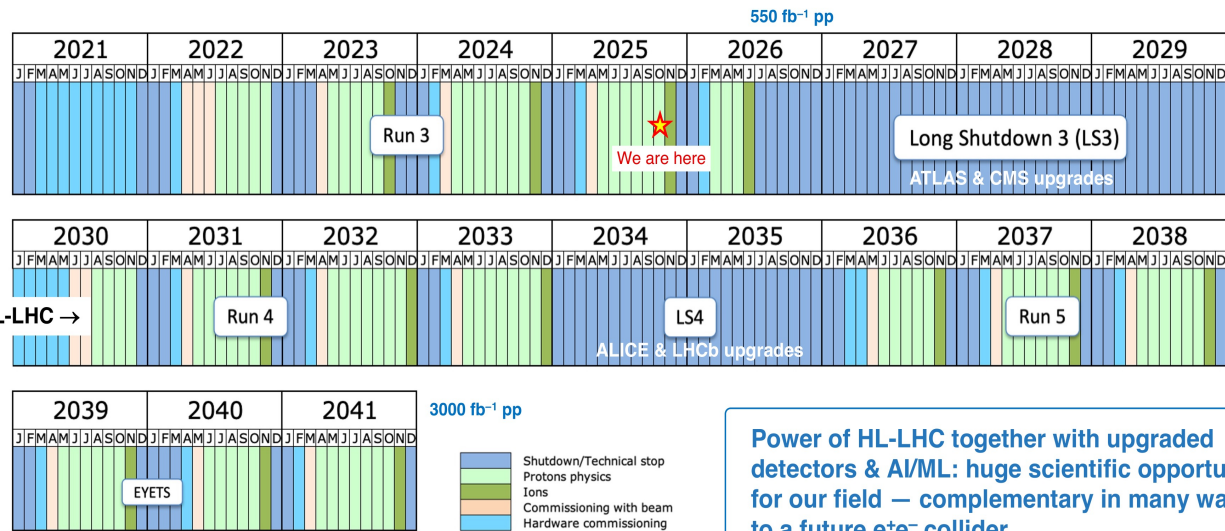 550 fb⁻¹ pp
2021 2022 2023 2024 2025 2026 2027 2028 2029
J F M A M J J A S O N D J F M A M J J A S O N D J F M A M J J A S O N D J F M A M J J A S O N D J F M A M J J A S O N D J F M A M J J A S O N D J F M A M J J A S O N D J F M A M J J A S O N D J F M A M J J A S O N D
Run 3
Long Shutdown 3 (LS3)
We are here
ATLAS & CMS upgrades
2030 2031 2032 2033 2034 2035 2036 2037 2038
J F M A M J J A S O N D J F M A M J J A S O N D J F M A M J J A S O N D J F M A M J J A S O N D J F M A M J J A S O N D J F M A M J J A S O N D J F M A M J J A S O N D J F M A M J J A S O N D J F M A M J J A S O N D
L-LHC → Run 4 LS4 Run 5
ALICE & LHCb upgrades
2039 2040 2041
J F M A M J J A S O N D J F M A M J J A S O N D J F M A M J J A S O N D
EYETS
3000 fb⁻¹ pp
Shutdown/Technical stop
Protons physics
Ions
Commissioning with beam
Hardware commissioning
Power of HL-LHC together with upgraded
detectors & AI/ML: huge scientific opportu
for our field — complementary in many wa
to a future e⁺e⁻ collider